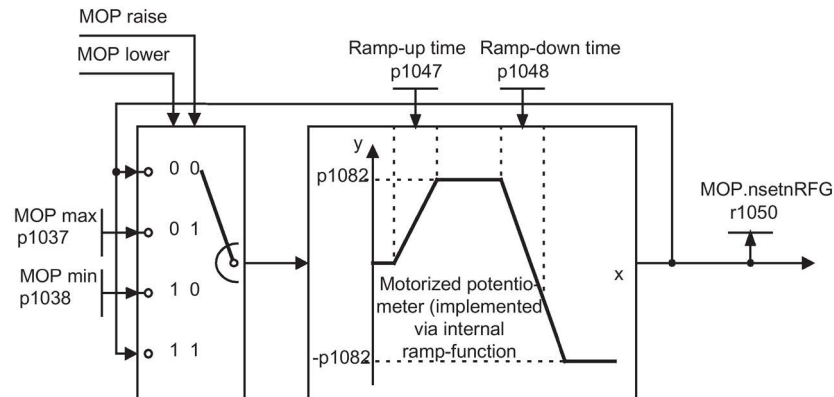 MOP raise
MOP lower
Ramp-up time
p1047
Ramp-down time
p1048
0 0
0 1
1 0
1 1
MOP max
p1037
MOP min
p1038
y
p1082
x
-p1082
Motorized potentio-
meter (implemented
via internal
ramp-function
MOP.nsetnRFG
r1050